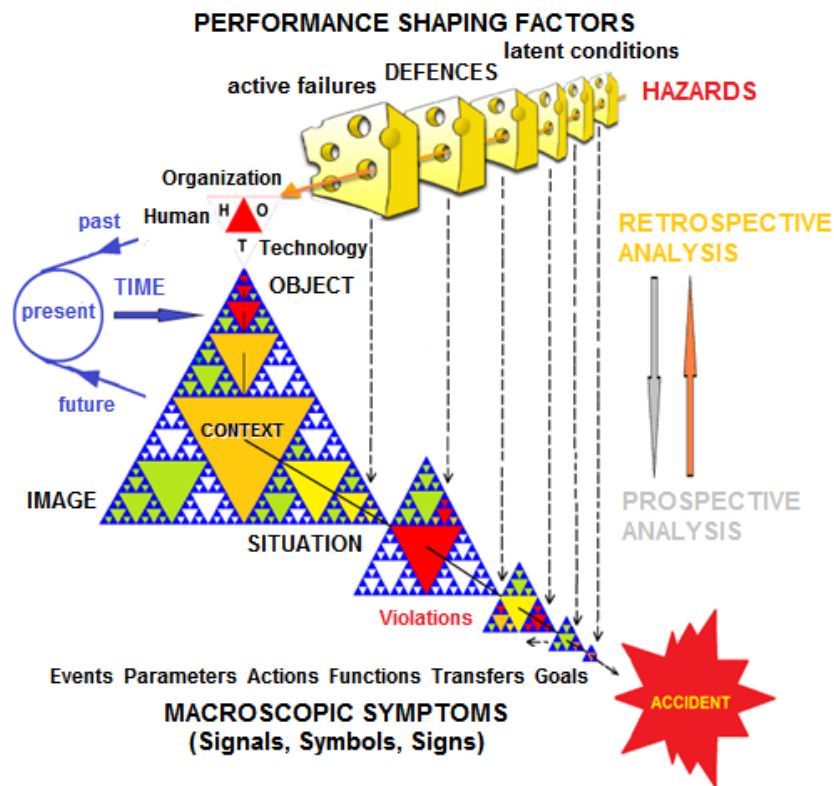 PERFORMANCE SHAPING FACTORS
latent conditions
DEFENCES
active failures
HAZARDS
Organization
H O
Human
T
Technology
past
TIME
OBJECT
present
future
RETROSPECTIVE
ANALYSIS
CONTEXT
IMAGE
SITUATION
PROSPECTIVE
ANALYSIS
Violations
Events Parameters Actions Functions Transfers Goals
ACCIDENT
MACROSCOPIC SYMPTOMS
(Signals, Symbols, Signs)